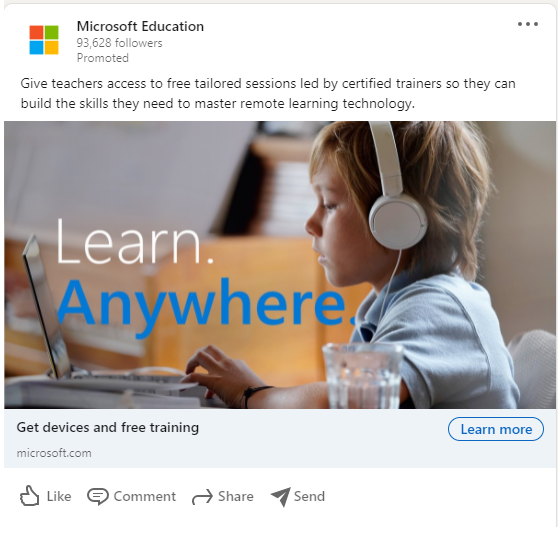 Microsoft Education
93,628 followers
Promoted
Give teachers access to free tailored sessions led by certified trainers so they can
build the skills they need to master remote learning technology.
Learn.
Anywhere.
Get devices and free training
Learn more
microsoft.com
Like Comment Share Send